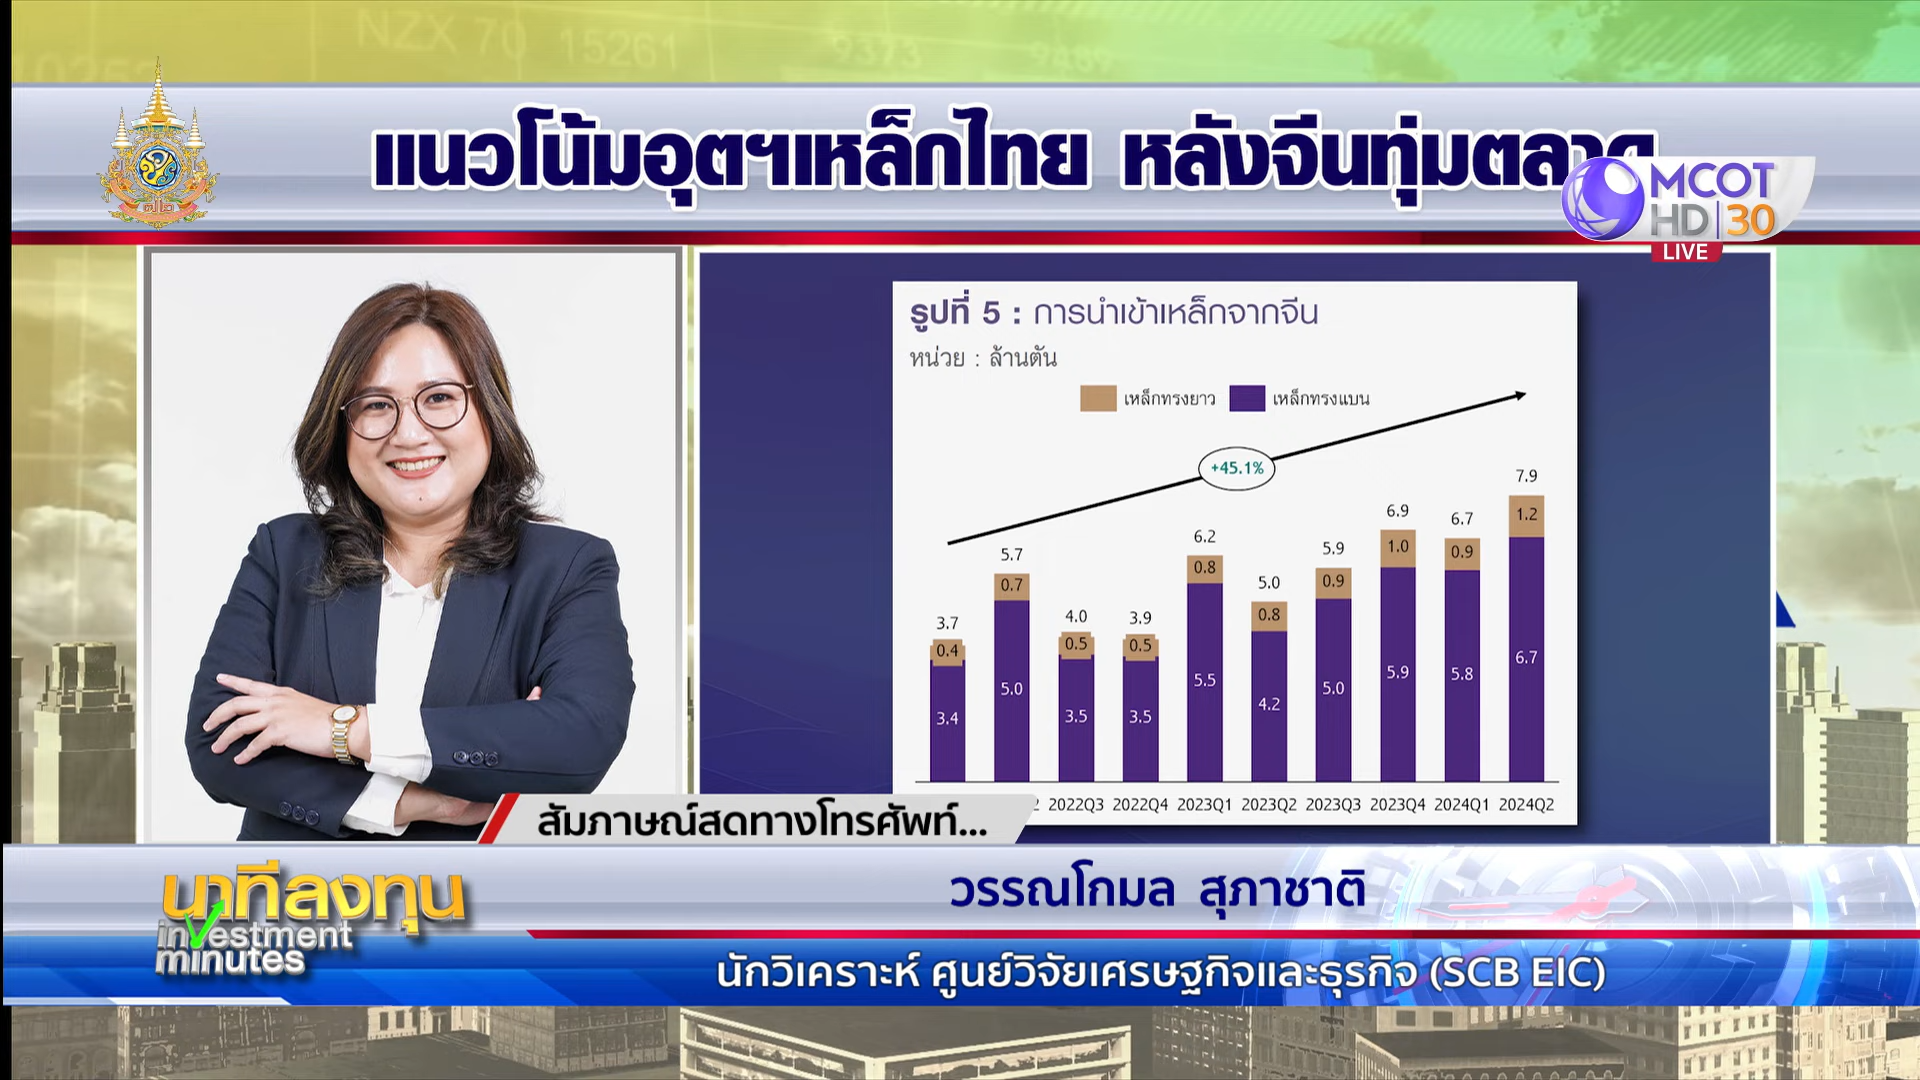 NZX 70 15261
9373
9489
แนวโน้มอุตฯเหล็กไทย หลังจีนทุ่มตลาด
MCOT
HD 30
LIVE
รูปที่ 5 : การนำเข้าเหล็กจากจีน
หน่วย : ล้านตัน
เหล็กทรงยาว เหล็กทรงแบน
+45.1%
3.7 5.7 4.0 3.9 6.2 5.0 5.9 6.9 6.7 7.9
0.4 0.7 0.5 0.5 0.8 0.8 0.9 1.0 0.9 1.2
3.4 5.0 3.5 3.5 5.5 4.2 5.0 5.9 5.8 6.7
2022Q3 2022Q4 2023Q1 2023Q2 2023Q3 2023Q4 2024Q1 2024Q2
สัมภาษณ์สดทางโทรศัพท์...
นาทีลงทุน
investment
minutes
วรรณโกมล สุภาชาติ
นักวิเคราะห์ ศูนย์วิจัยเศรษฐกิจและธุรกิจ (SCB EIC)